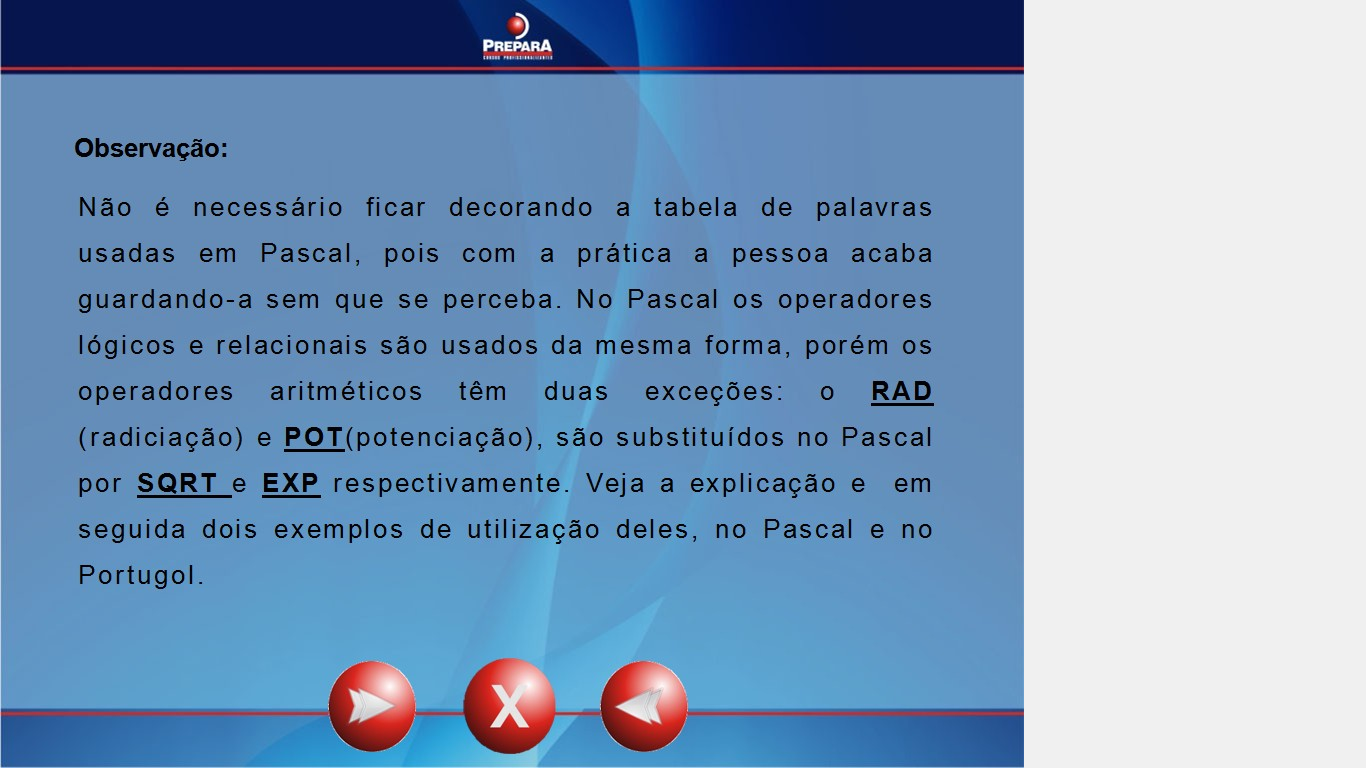 PREPARA
CURSOS PROFISSIONALIZANTES
Observação:
Não é necessário ficar decorando a tabela de palavras
usadas em Pascal, pois com a prática a pessoa acaba
guardando-a sem que se perceba. No Pascal os operadores
lógicos e relacionais são usados da mesma forma, porém os
operadores aritméticos têm duas exceções: o RAD
(radiciação) e POT(potenciação), são substituídos no Pascal
por SQRT e EXP respectivamente. Veja a explicação e em
seguida dois exemplos de utilização deles, no Pascal e no
Portugol.
X